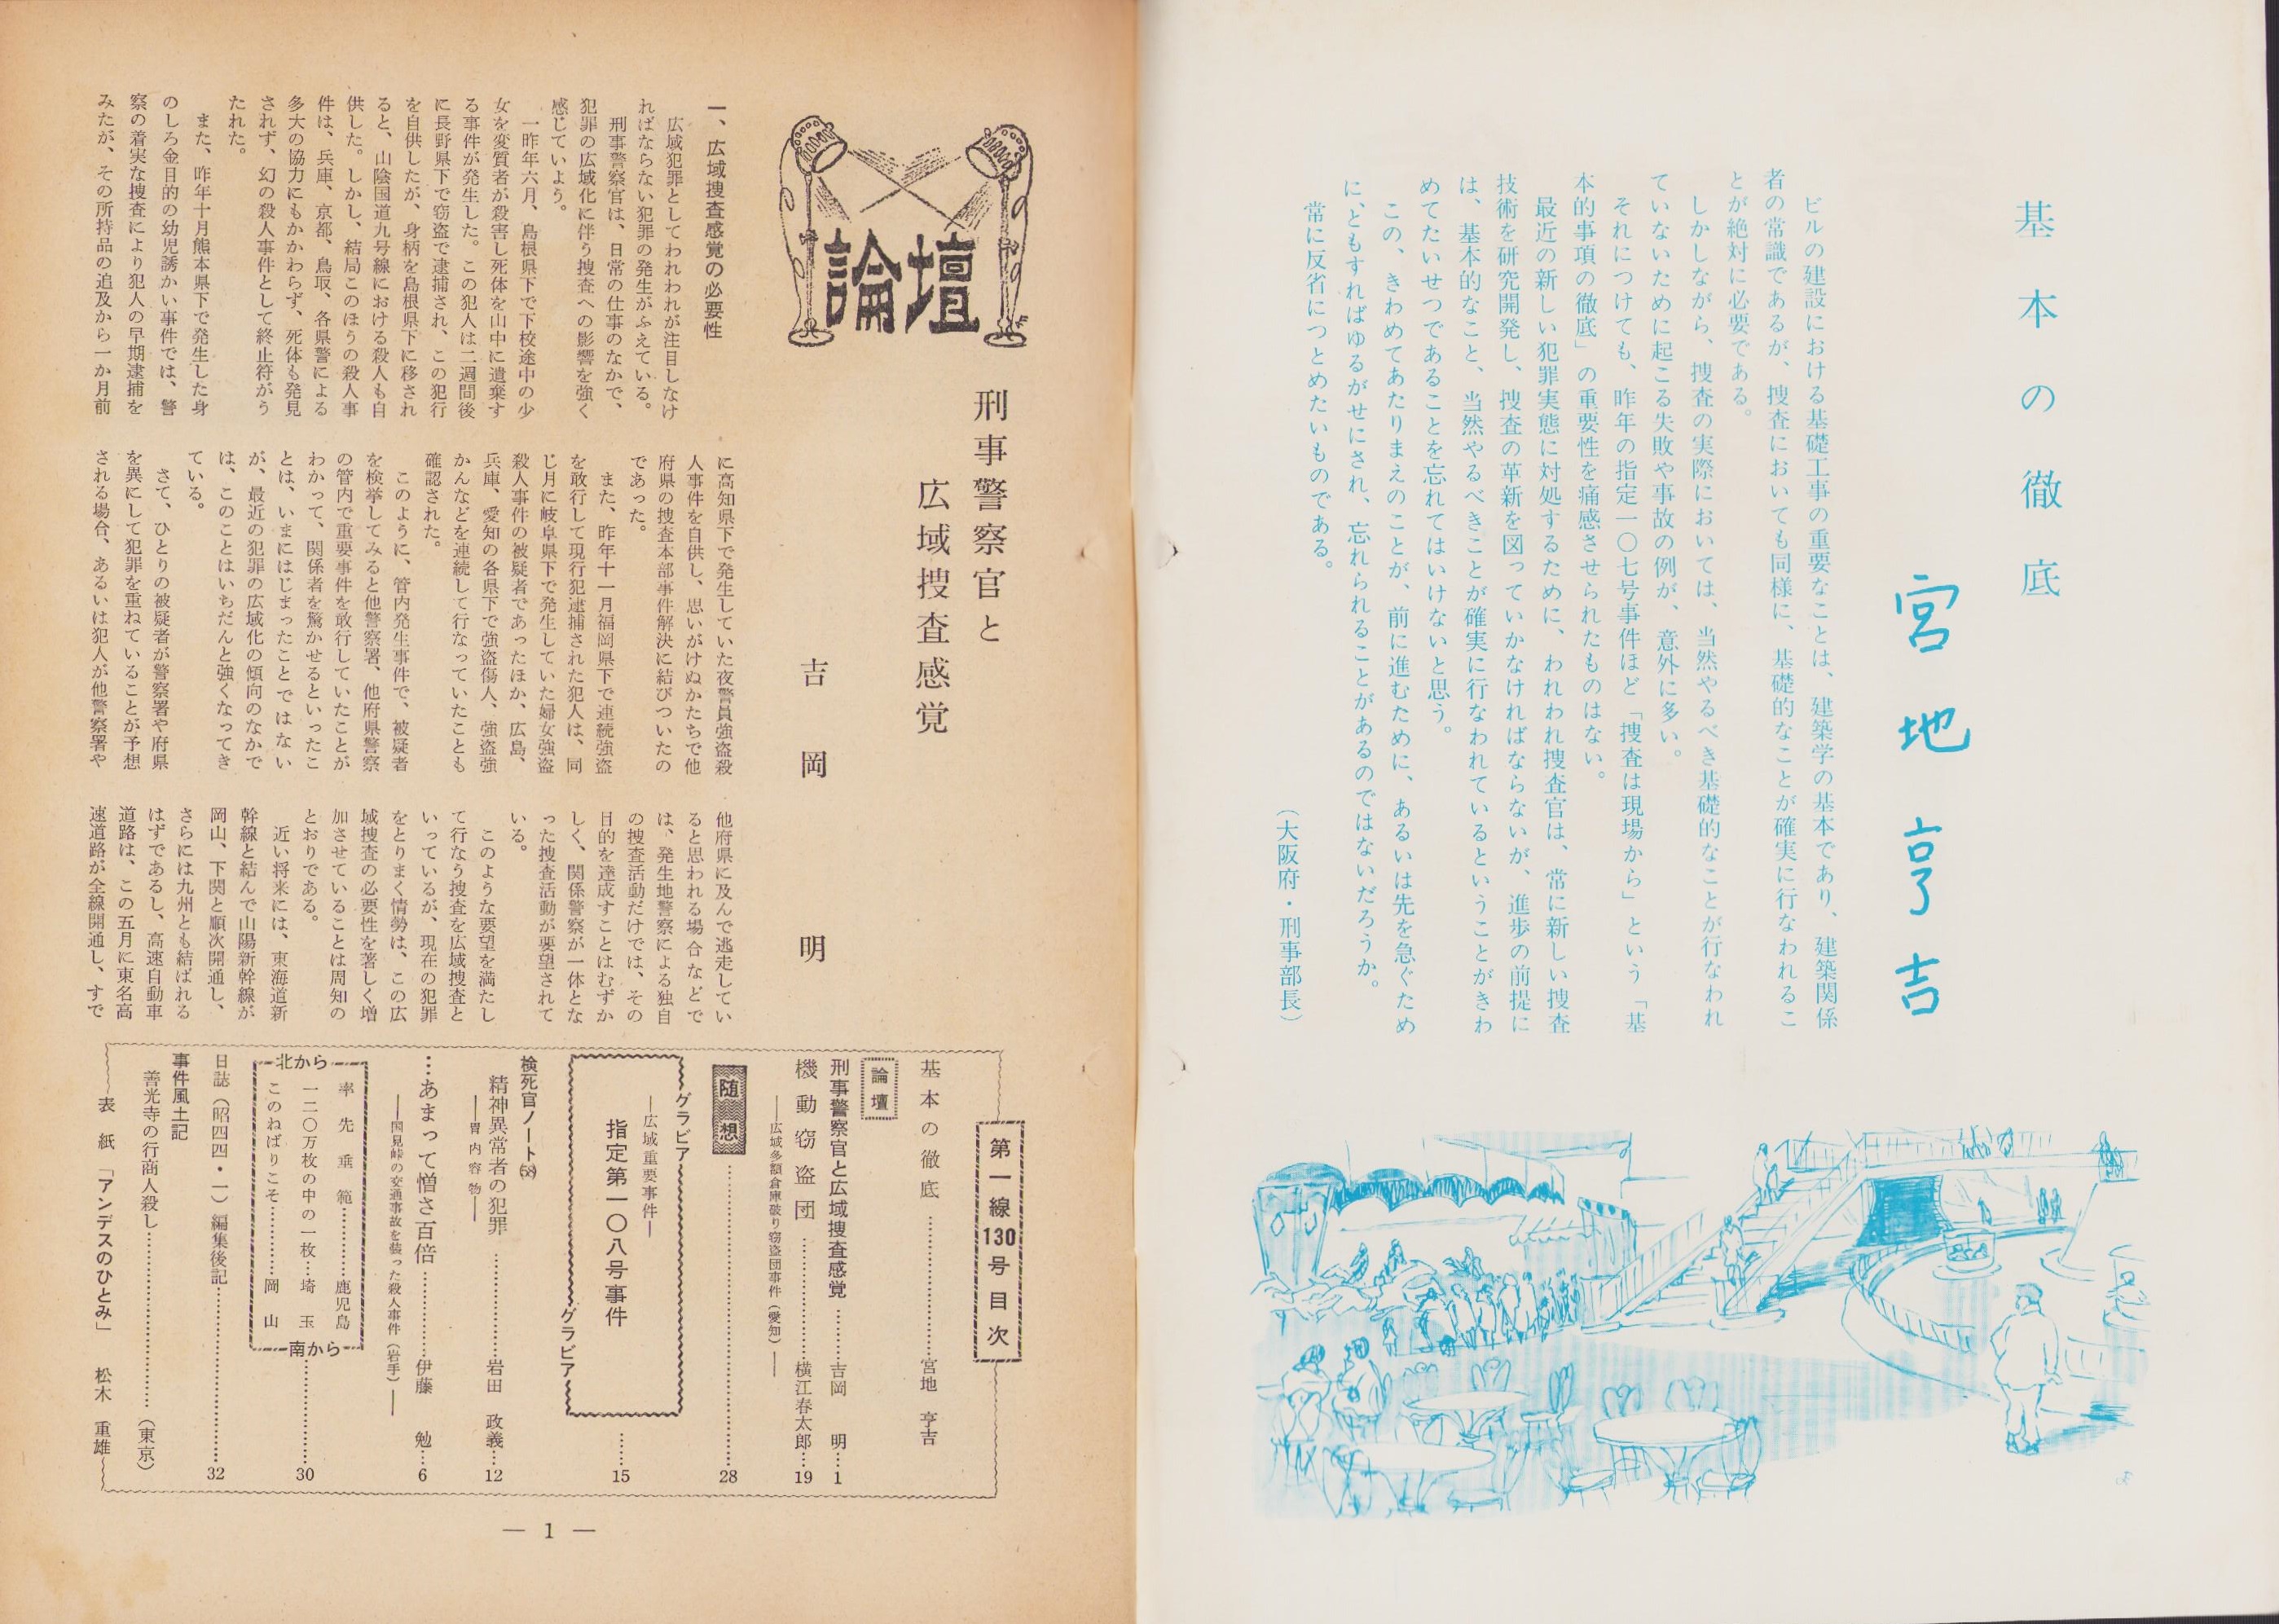 基本の徹底
宮地亨吉
ビルの建設における基礎工事の重要なことは、建築学の基本であり、建築関係
者の常識であるが、捜査においても同様に、基礎的なことが確実に行なわれるこ
とが絶対に必要である。
しかしながら、捜査の実際においては、当然やるべき基礎的なことが行なわれ
ていないために起こる失敗や事故の例が、意外に多い。
それにつけても、昨年の指定一〇七号事件ほど「捜査は現場から」という「基
本的事項の徹底」の重要性を痛感させられたものはない。
最近の新しい犯罪実態に対処するために、われわれ捜査官は、常に新しい捜査
技術を研究開発し、捜査の革新を図っていかなければならないが、進歩の前提に
は、基本的なこと、当然やるべきことが確実に行なわれているということがきわ
めてたいせつであることを忘れてはいけないと思う。
この、きわめてあたりまえのことが、前に進むために、あるいは先を急ぐため
に、ともすればゆるがせにされ、忘れられることがあるのではないだろうか。
常に反省につとめたいものである。
（大阪府・刑事部長）
論壇
刑事警察官と
広域捜査感覚
吉岡明
一、広域捜査感覚の必要性
広域犯罪としてわれわれが注目しなけ
ればならない犯罪の発生がふえている。
刑事警察官は、日常の仕事のなかで、
犯罪の広域化に伴う捜査への影響を強く
感じていよう。
一昨年六月、島根県下で下校途中の少
女を変質者が殺害し死体を山中に遺棄す
る事件が発生した。この犯人は二週間後
に長野県下で窃盗で逮捕され、この犯行
を自供したが、身柄を島根県下に移され
ると、山陰国道九号線における殺人も自
供した。しかし、結局このほうの殺人事
件は、兵庫、京都、鳥取、各県警による
多大の協力にもかかわらず、死体も発見
されず、幻の殺人事件として終止符がう
たれた。
また、昨年十月熊本県下で発生した身
のしろ金目的の幼児誘かい事件では、警
察の着実な捜査により犯人の早期逮捕を
みたが、その所持品の追及から一か月前
に高知県下で発生していた夜警員強盗殺
人事件を自供し、思いがけぬかたちで他
府県の捜査本部事件解決に結びついたの
であった。
また、昨年十一月福岡県下で連続強盗
を敢行して現行犯逮捕された犯人は、同
じ月に岐阜県下で発生していた婦女強盗
殺人事件の被疑者であったほか、広島、
兵庫、愛知の各県下で強盗傷人、強盗強
かんなどを連続して行なっていたことも
確認された。
このように、管内発生事件で、被疑者
を検挙してみると他警察署、他府県警察
の管内で重要事件を敢行していたことが
わかって、関係者を驚かせるといったこ
とは、いまにはじまったことではない
が、最近の犯罪の広域化の傾向のなかで
は、このことはいちだんと強くなってき
ている。
さて、ひとりの被疑者が警察署や府県
を異にして犯罪を重ねていることが予想
される場合、あるいは犯人が他警察署や
他府県に及んで逃走してい
ると思われる場合などで
は、発生地警察による独自
の捜査活動だけでは、その
目的を達成すことはむずか
しく、関係警察が一体とな
った捜査活動が要望されて
いる。
このような要望を満たし
て行なう捜査を広域捜査と
いっているが、現在の犯罪
をとりまく情勢は、この広
域捜査の必要性を著しく増
加させていることは周知の
とおりである。
近い将来には、東海道新
幹線と結んで山陽新幹線が
岡山、下関と順次開通し、
さらには九州とも結ばれる
はずであるし、高速自動車
道路は、この五月に東名高
速道路が全線開通し、すで
第一線130号目次
基本の徹底……宮地 亨吉
論壇
刑事警察官と広域捜査感覚……吉岡 明…1
機動窃盗団……横江春太郎…19
──広域多額倉庫破り窃盗団事件（愛知）──
随想……28
グラビア
─広域重要事件─
指定第一〇八号事件……15
グラビア
検死官ノート(58)
精神異常者の犯罪……岩田 政義…12
──胃内容物──
…あまって憎さ百倍……伊藤 勉…6
──国見峠の交通事故を装った殺人事件（岩手）──
北から
率先垂範……鹿児島
一二〇万枚の中の一枚…埼玉
このねばりこそ……岡山
南から……30
日誌（昭四四・一）編集後記……32
事件風土記
善光寺の行商人殺し……（東京）
表紙「アンデスのひとみ」 松木 重雄
— 1 —